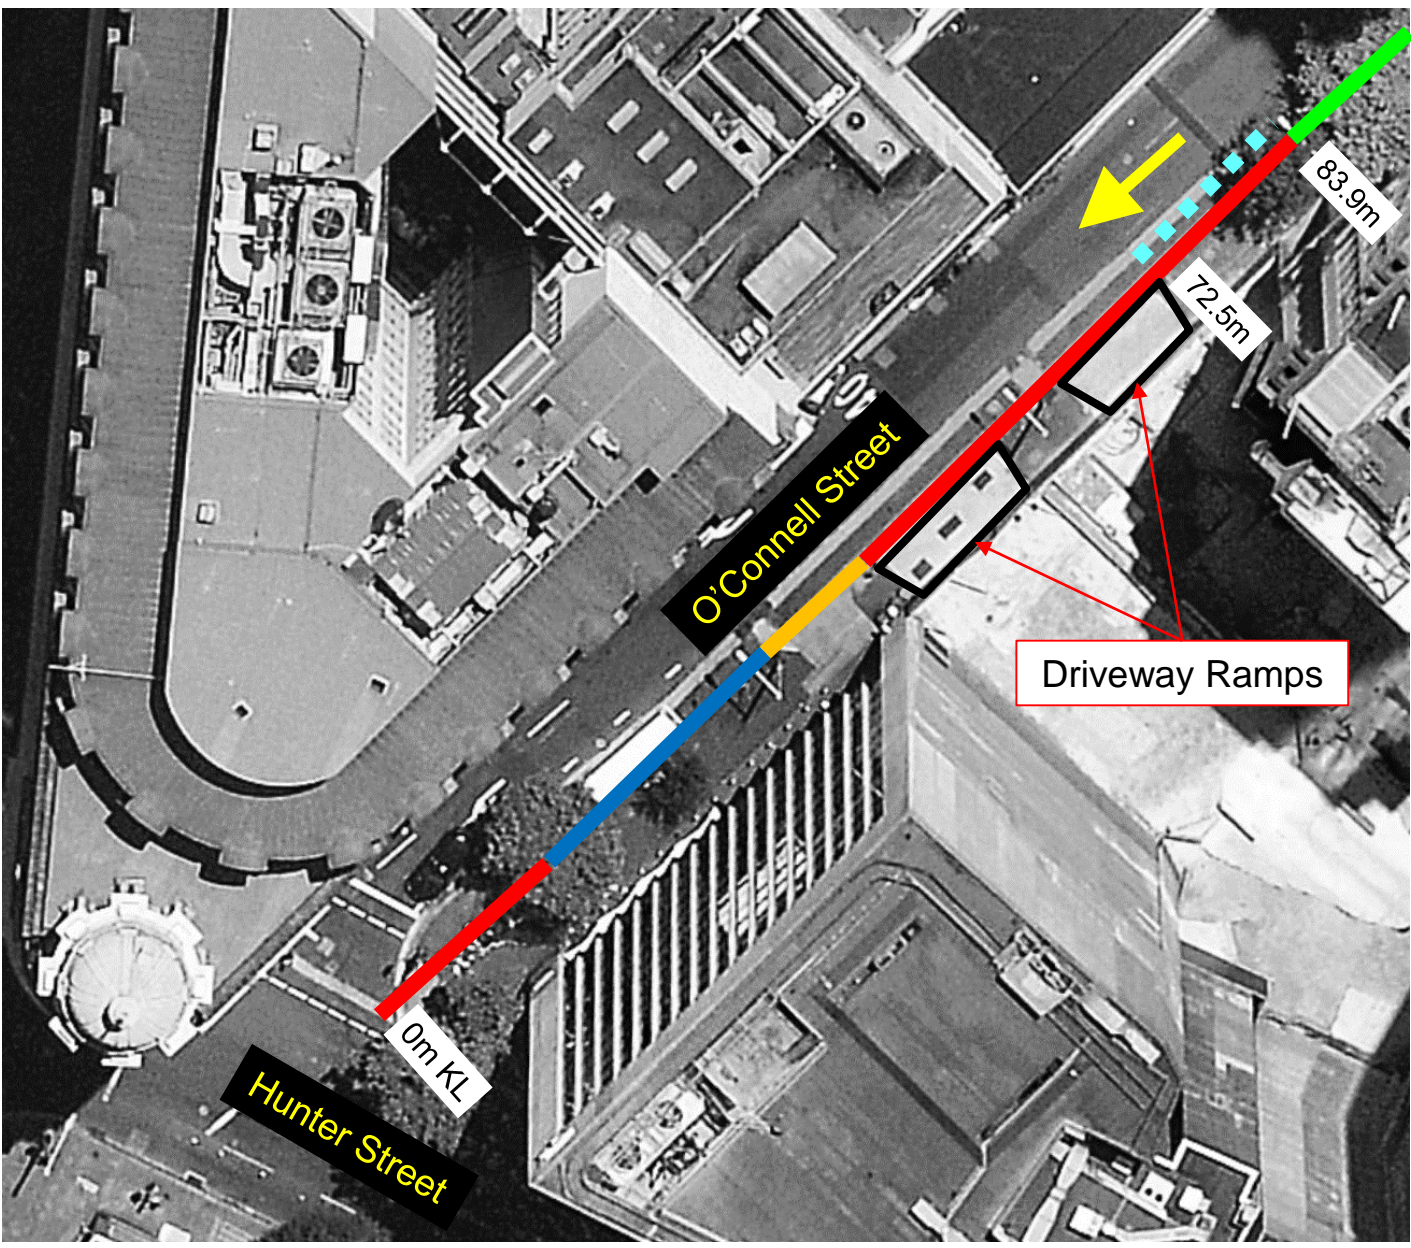 83.9m
72.5m
O'Connell Street
Driveway Ramps
0m KL
Hunter Street